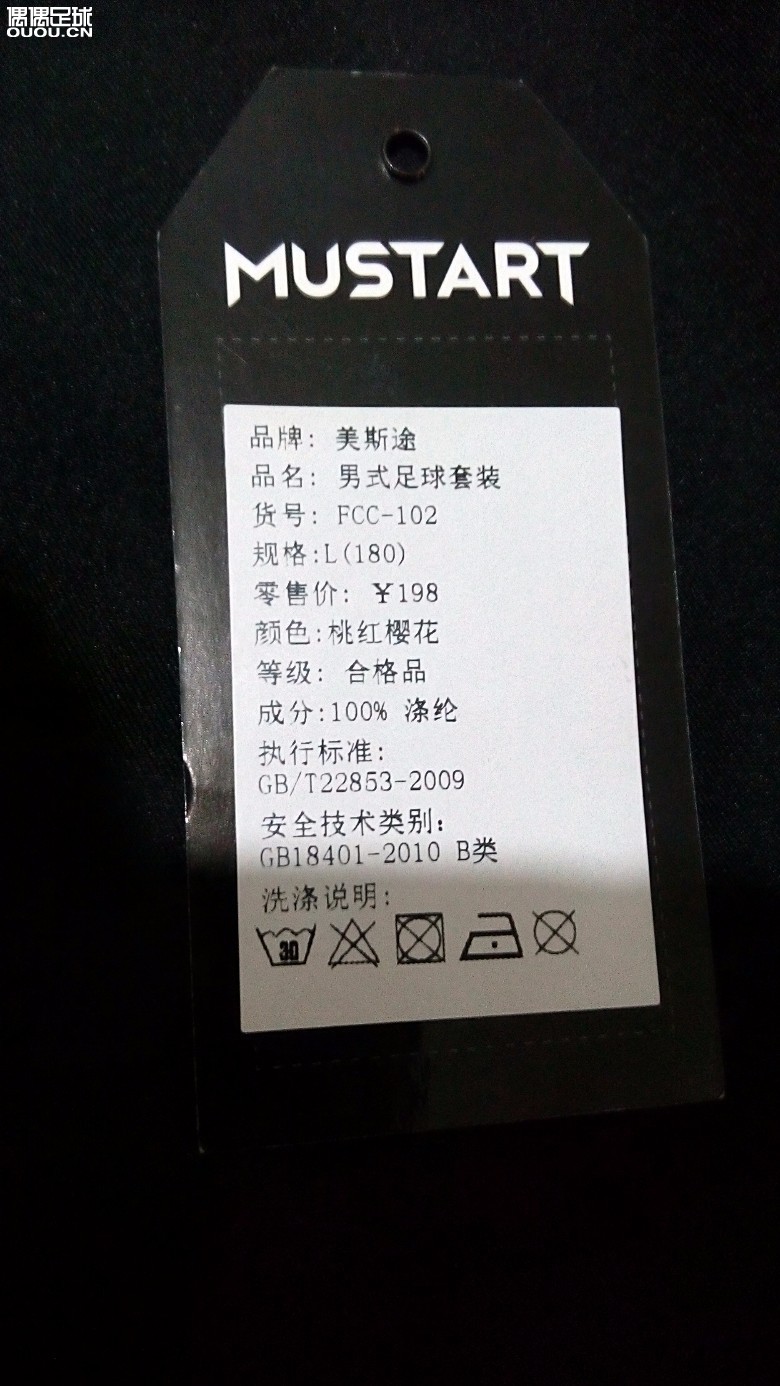 偶偶足球
OUOU.CN
MUSTART
品牌: 美斯途
品名: 男式足球套装
货号: FCC-102
规格:L(180)
零售价: ¥198
颜色:桃红樱花
等级: 合格品
成分:100% 涤纶
执行标准:
GB/T22853-2009
安全技术类别:
GB18401-2010 B类
洗涤说明:
30